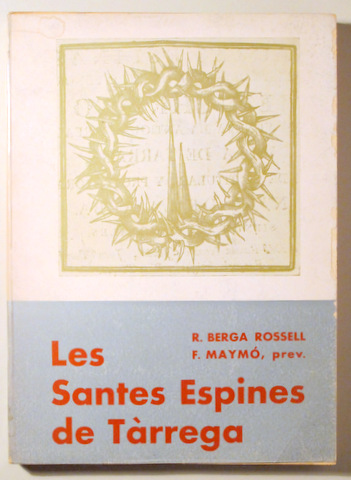 R. BERGA ROSSELL
F. MAYMÓ, prev.
Les
Santes Espines
de Tàrrega